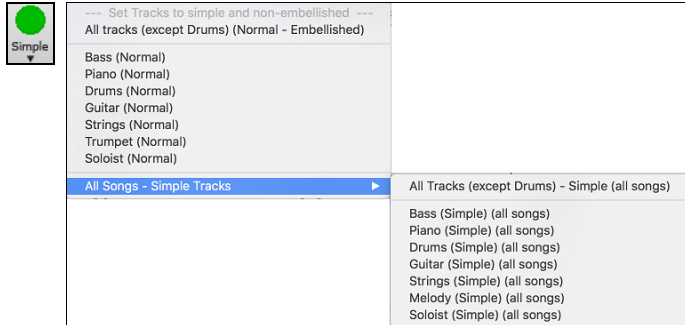 Simple
--- Set Tracks to simple and non-embellished ---
All tracks (except Drums) (Normal - Embellished)
Bass (Normal)
Piano (Normal)
Drums (Normal)
Guitar (Normal)
Strings (Normal)
Trumpet (Normal)
Soloist (Normal)
All Songs - Simple Tracks
All Tracks (except Drums) - Simple (all songs)
Bass (Simple) (all songs)
Piano (Simple) (all songs)
Drums (Simple) (all songs)
Guitar (Simple) (all songs)
Strings (Simple) (all songs)
Melody (Simple) (all songs)
Soloist (Simple) (all songs)